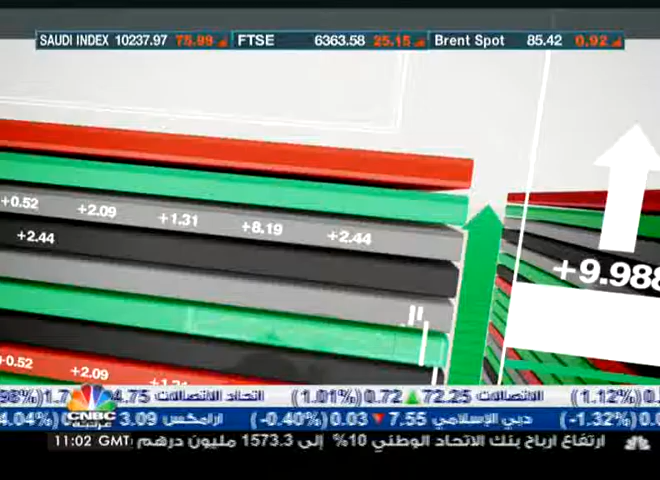 SAUDI INDEX 10237.97 75.99 FTSE 6363.58 25.15 Brent Spot 85.42 0.92
+0.52 +2.09 +1.31 +8.19 +2.44
+2.44
+9.988
+0.52 +2.09
4.75 اتحاد الاتصالات (1.01%) 0.72 72.25 الاتصالات (1.12%)
CNBC 3.09 ارامكس (-0.40%) 0.03 7.55 دبي الإسلامي (-1.32%)
عربية
11:02 GMT ارتفاع ارباح بنك الاتحاد الوطني 10% إلى 1573.3 مليون درهم